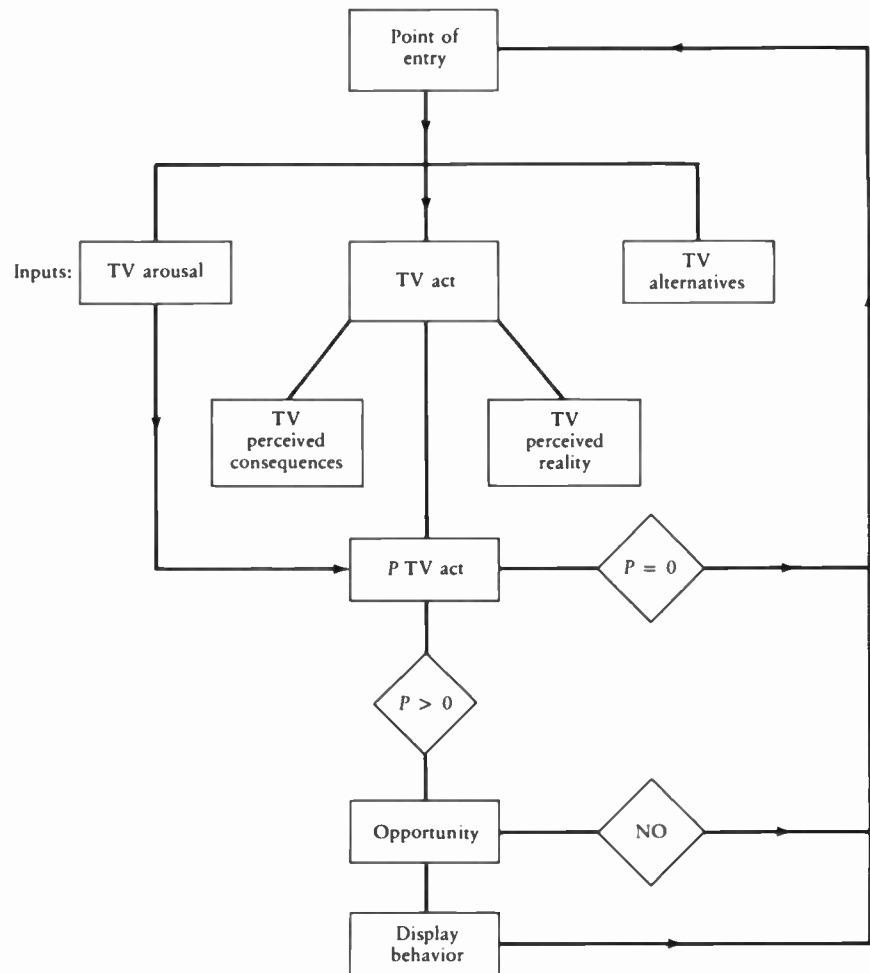 Point of
entry
Inputs:
TV arousal
TV act
TV
alternatives
TV
perceived
consequences
TV
perceived
reality
P TV act
P = 0
P > 0
Opportunity
NO
Display
behavior